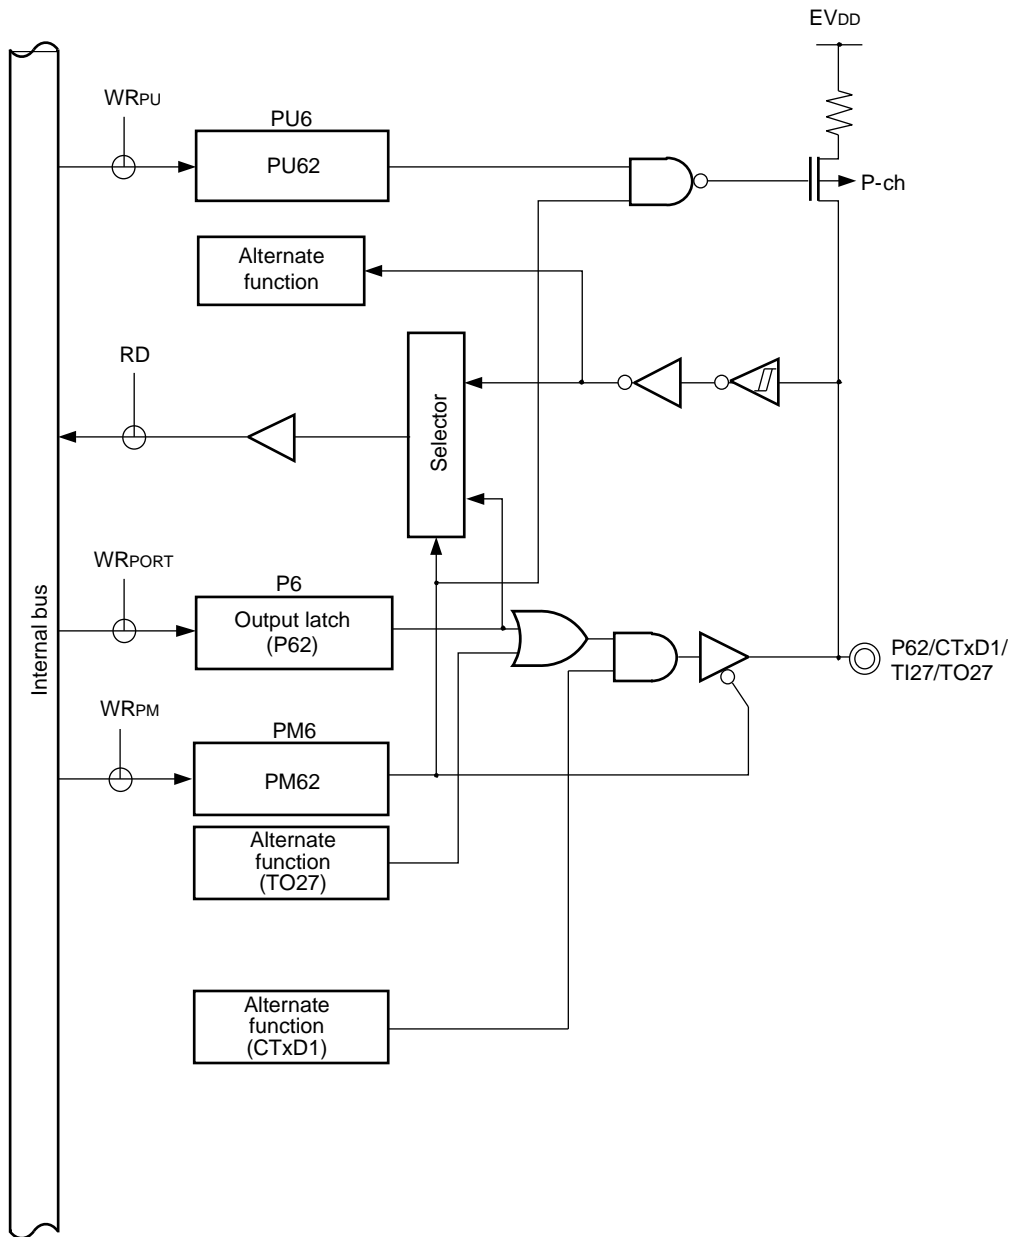 EVDD
WRPU
PU6
PU62
P-ch
Alternate
function
RD
Selector
WRPORT
P6
Output latch
(P62)
Internal bus
P62/CTxD1/
TI27/TO27
WRPM
PM6
PM62
Alternate
function
(TO27)
Alternate
function
(CTxD1)